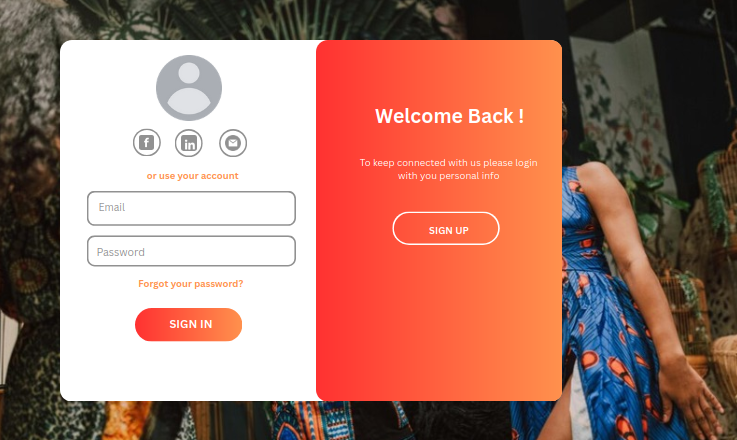 f
in
or use your account
Email
Password
Forgot your password?
SIGN IN
Welcome Back !
To keep connected with us please login
with you personal info
SIGN UP